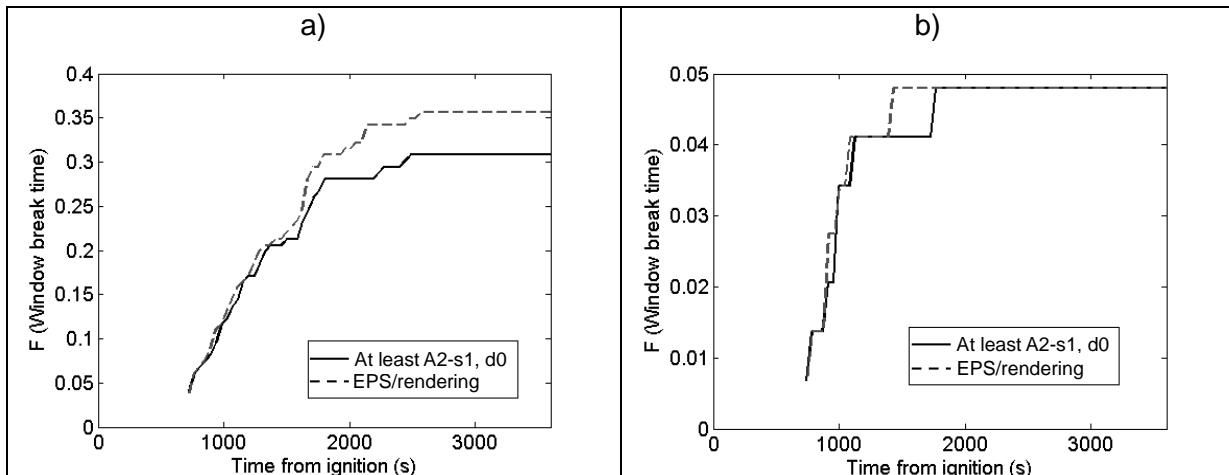 a)
0.4
0.35
0.3
0.25
0.2
0.15
0.1
0.05
0
F (Window break time)
At least A2-s1, d0
EPS/rendering
0 1000 2000 3000
Time from ignition (s)
b)
0.05
0.04
0.03
0.02
0.01
0
F (Window break time)
At least A2-s1, d0
EPS/rendering
0 1000 2000 3000
Time from ignition (s)